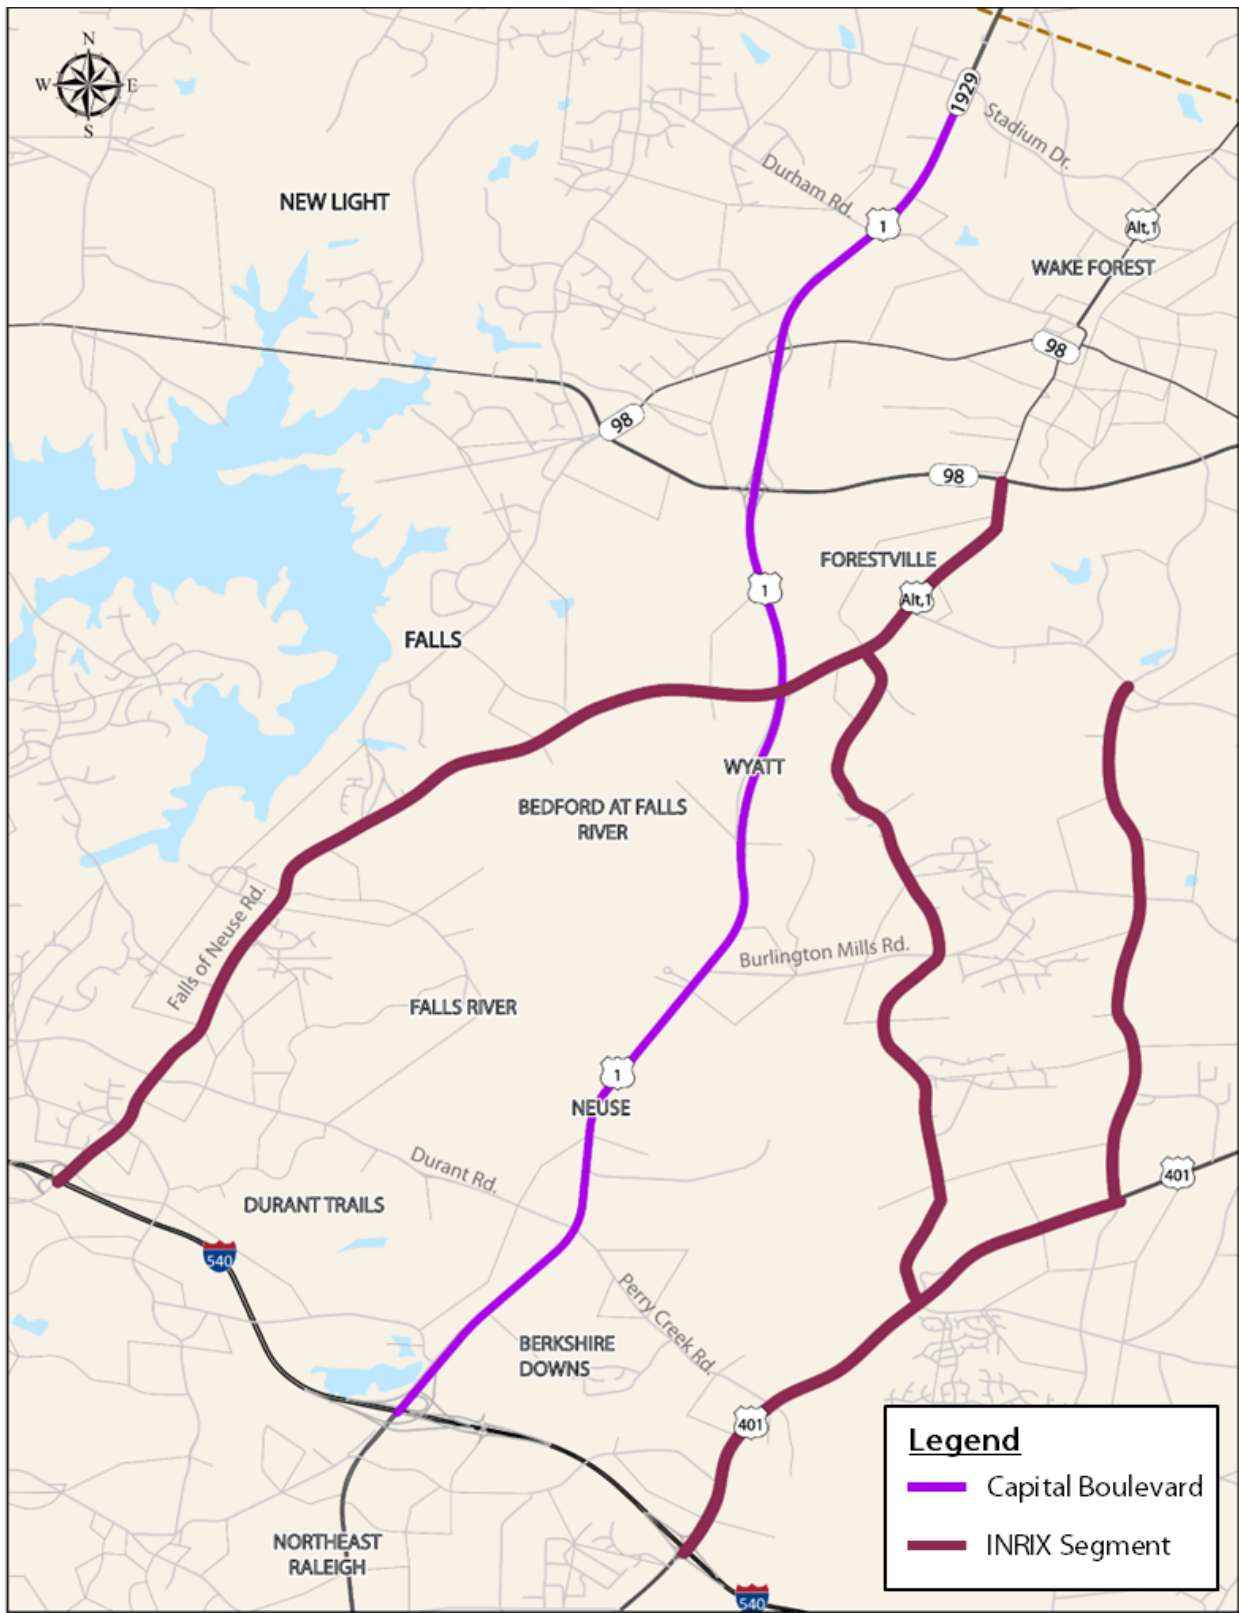 N
W
E
S
1929
Stadium Dr.
Durham Rd.
NEW LIGHT
1
Alt,1
WAKE FOREST
98
98
98
FORESTVILLE
1
Alt,1
FALLS
WYATT
BEDFORD AT FALLS
RIVER
Falls of Neuse Rd.
Burlington Mills Rd.
FALLS RIVER
1
NEUSE
Durant Rd.
401
DURANT TRAILS
540
Perry Creek Rd.
BERKSHIRE
DOWNS
401
Legend
Capital Boulevard
INRIX Segment
NORTHEAST
RALEIGH
540